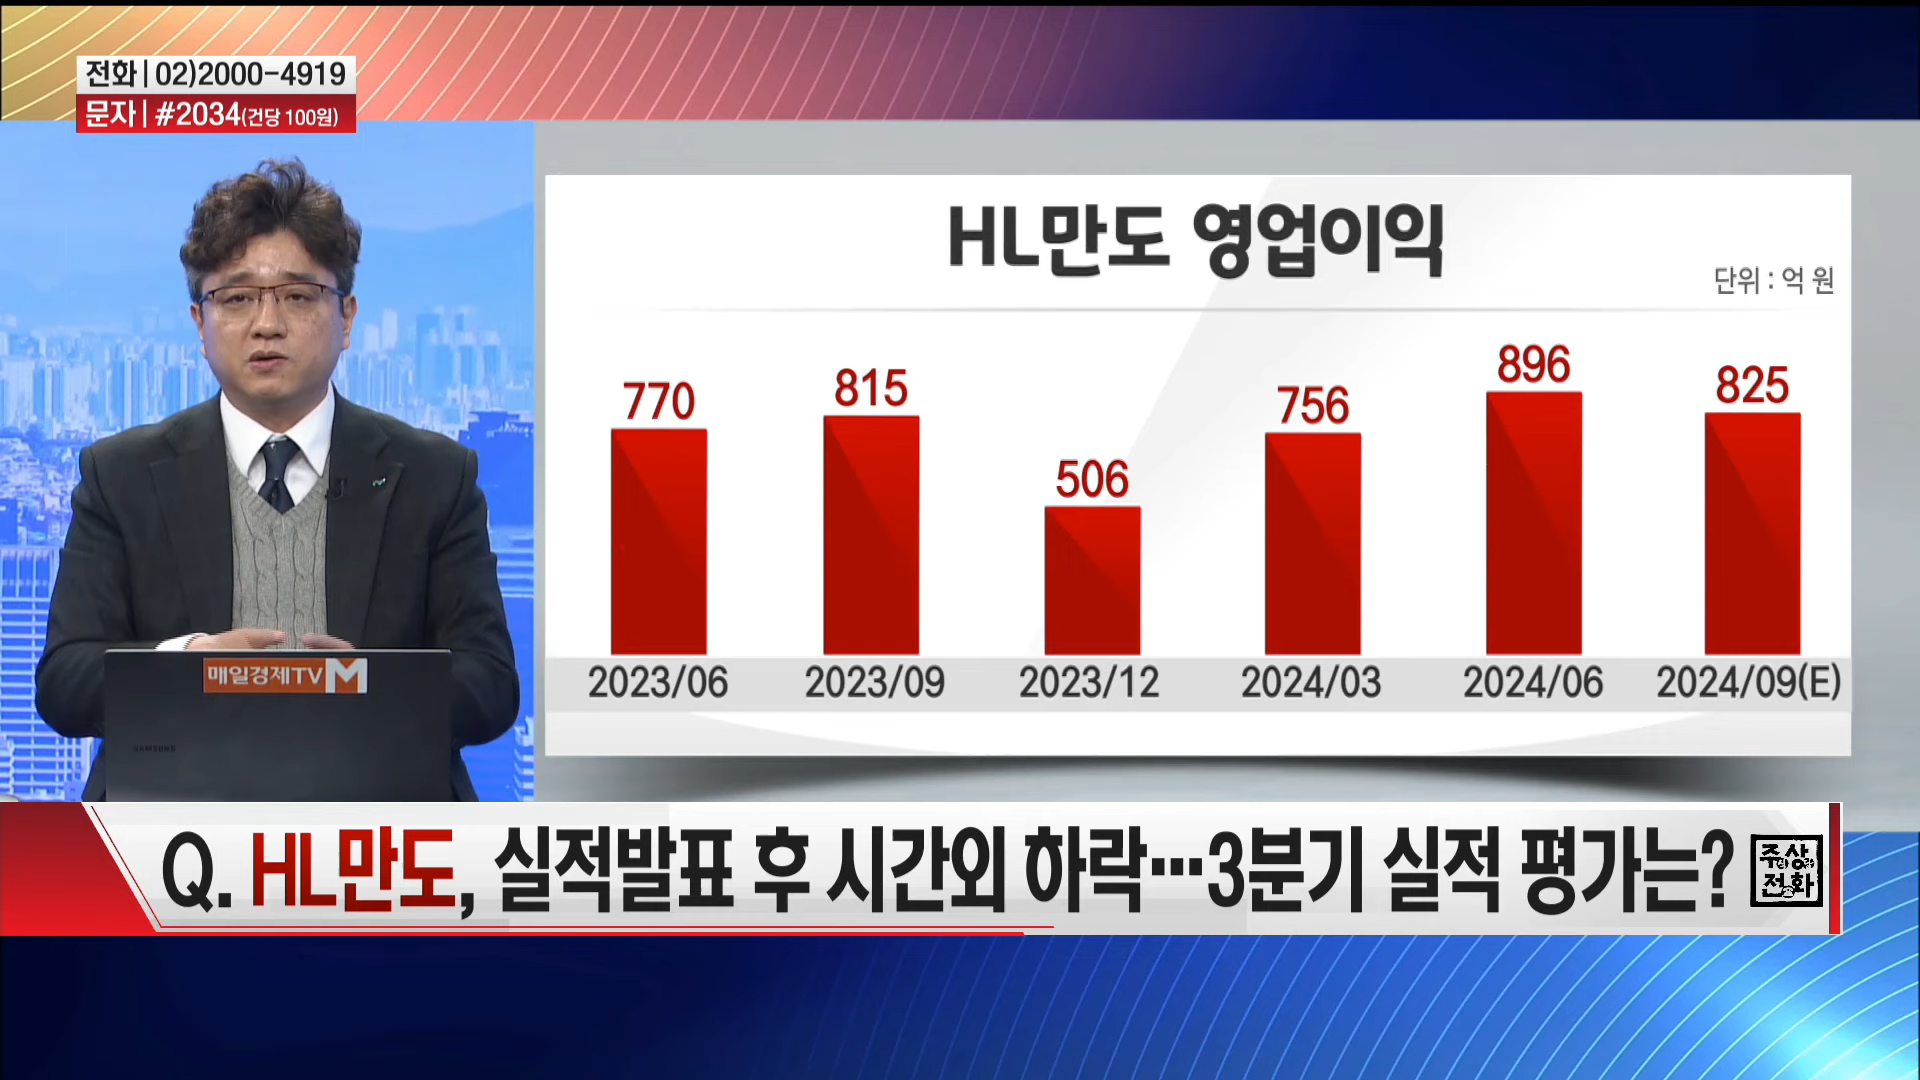 전화 | 02)2000-4919
문자 | #2034(건당 100원)
HL만도 영업이익
단위 : 억 원
770
815
506
756
896
825
2023/06
2023/09
2023/12
2024/03
2024/06
2024/09(E)
매일경제TV M
SAMSUNG
Q. HL만도, 실적발표 후 시간외 하락…3분기 실적 평가는?
주상
전화